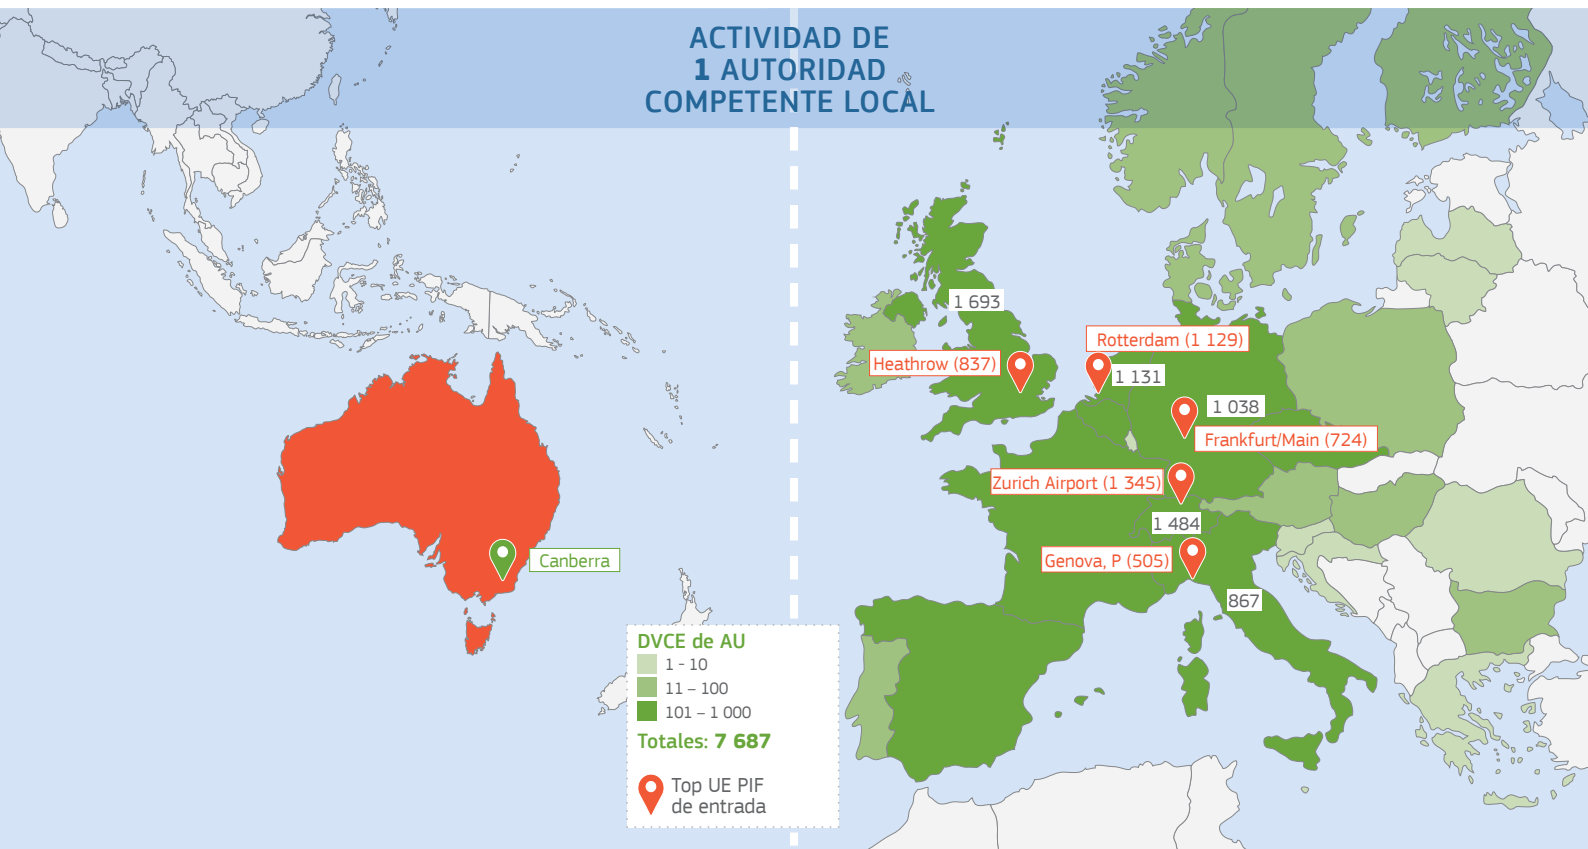 ACTIVIDAD DE
1 AUTORIDAD
COMPETENTE LOCAL
1 693
Rotterdam (1 129)
Heathrow (837)
1 131
1 038
Frankfurt/Main (724)
Zurich Airport (1 345)
1 484
Genova, P (505)
867
Canberra
DVCE de AU
1 - 10
11 – 100
101 – 1 000
Totales: 7 687
Top UE PIF
de entrada